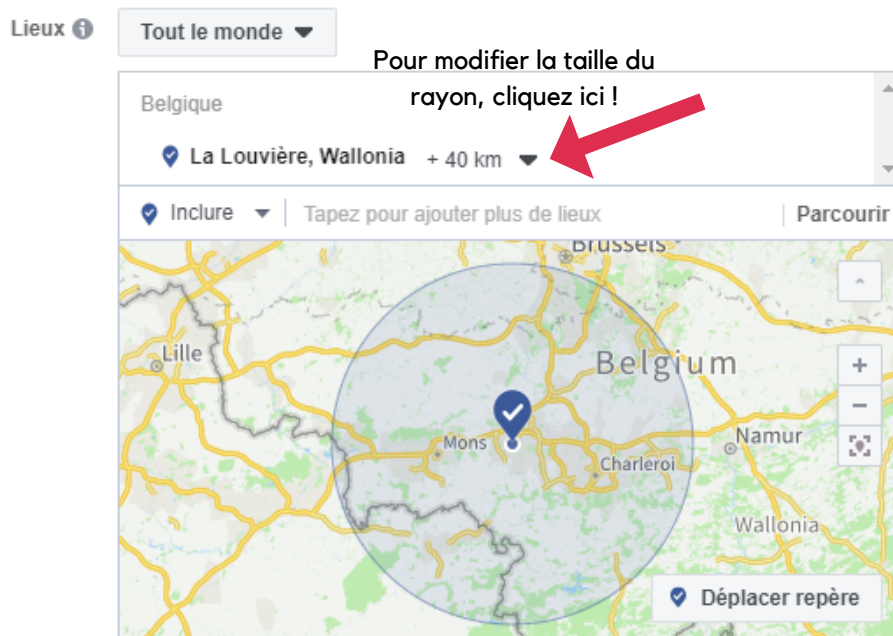 Lieux
Tout le monde
Pour modifier la taille du
rayon, cliquez ici !
Belgique
La Louvière, Wallonia + 40 km
Inclure Tapez pour ajouter plus de lieux Parcourir
Brussels
Lille
Belgium
Mons
Namur
Charleroi
Wallonia
Déplacer repère